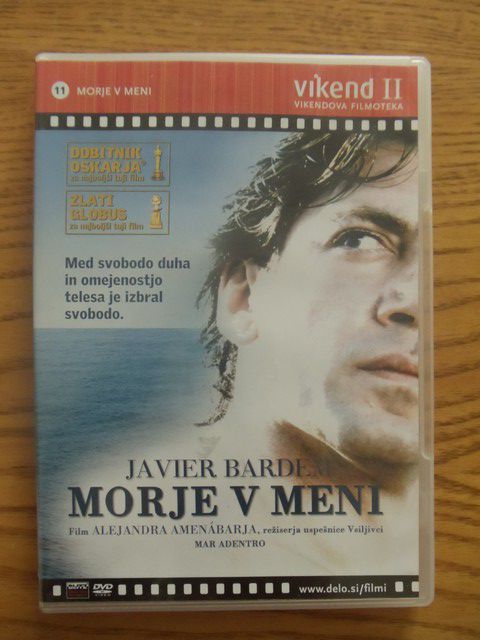 11 MORJE V MENI
vikend II
VIKENDOVA FILMOTEKA
DOBITNIK
OSKARJA
za najboljši tuji film
ZLATI
GLOBUS
za najboljši tuji film
Med svobodo duha
in omejenostjo
telesa je izbral
svobodo.
JAVIER BARDEM
MORJE V MENI
Film ALEJANDRA AMENÁBARJA, režiserja uspešnice Vsiljivci
MAR ADENTRO
DVD
VIDEO
www.delo.si/filmi